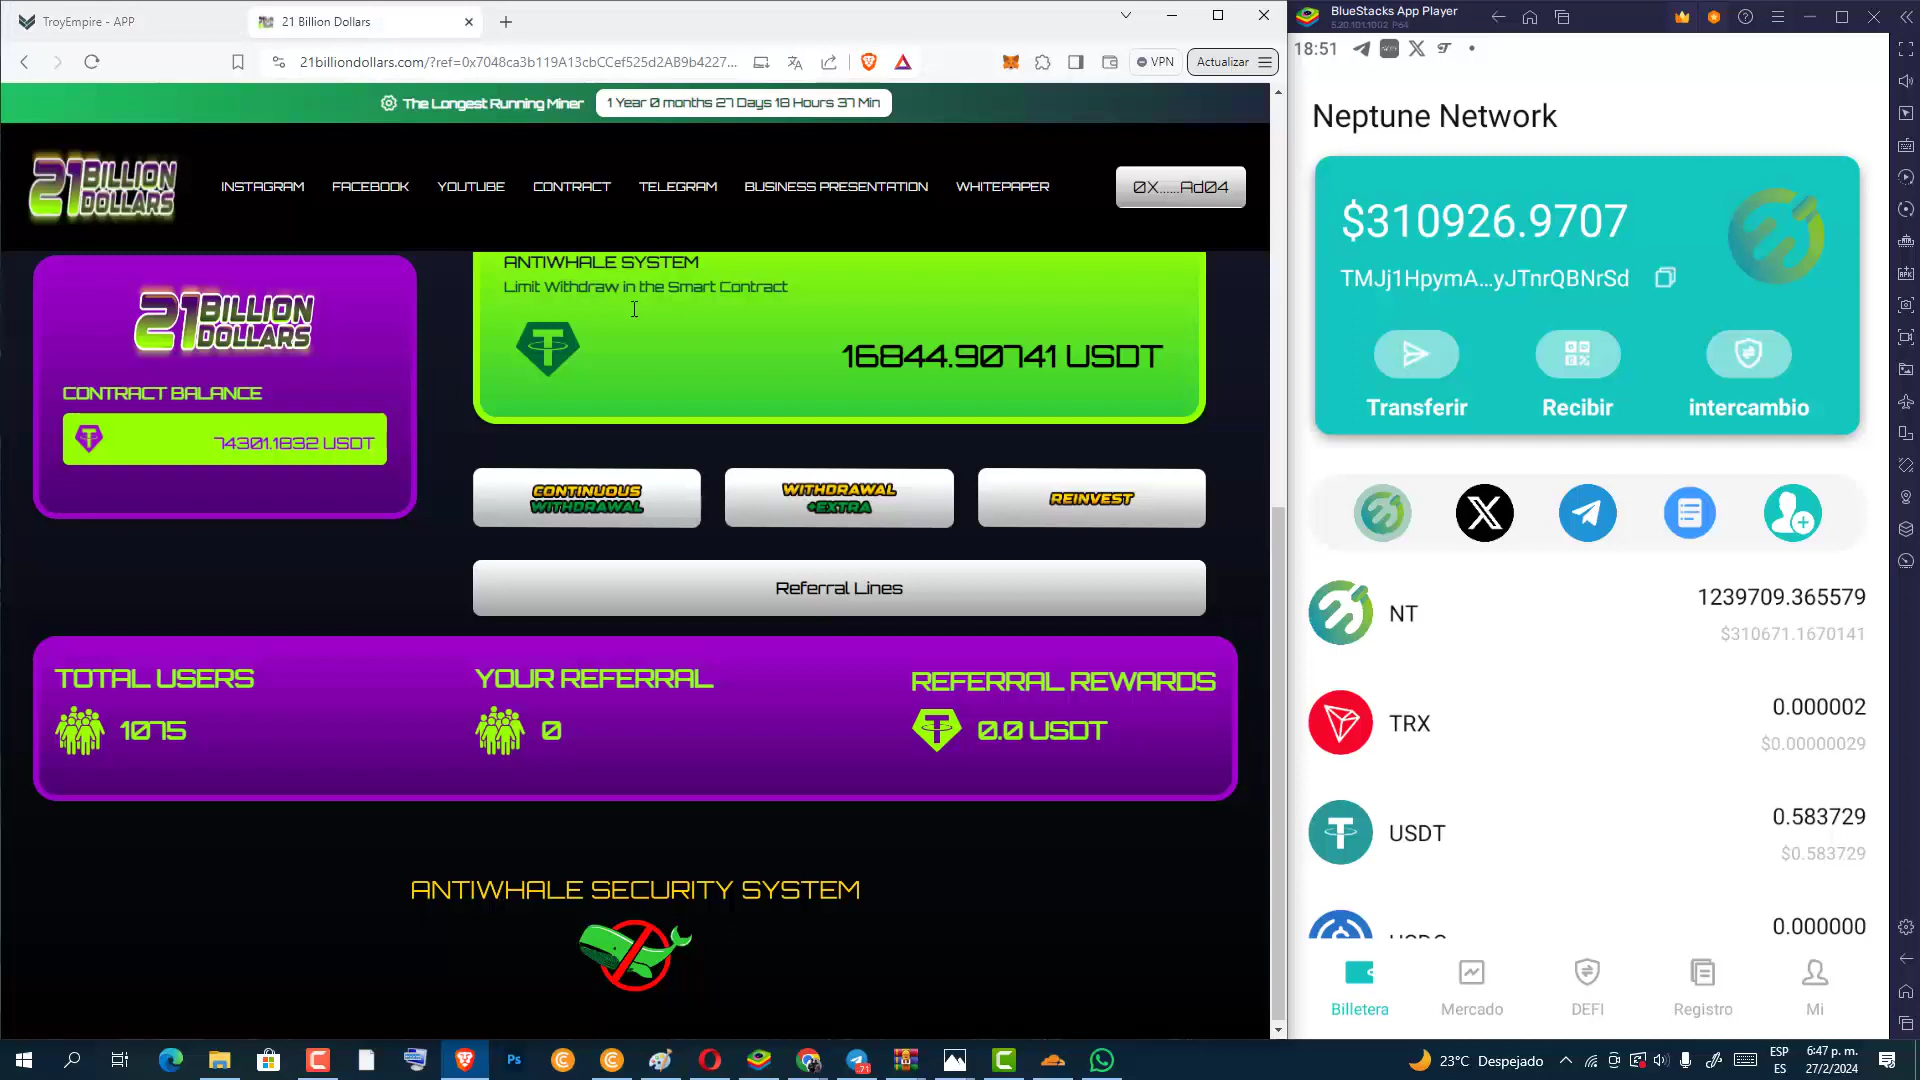 TroyEmpire - APP
21 Billion Dollars
21billiondollars.com/?ref=0x7048ca3b119A13cbCCef525d2AB9b4227...
VPN
Actualizar
The Longest Running Miner
1 Year 0 months 27 Days 18 Hours 37 Min
21 BILLION DOLLARS
INSTAGRAM
FACEBOOK
YOUTUBE
CONTRACT
TELEGRAM
BUSINESS PRESENTATION
WHITEPAPER
0X......Ad04
21 BILLION DOLLARS
CONTRACT BALANCE
74301.1832 USDT
ANTIWHALE SYSTEM
Limit Withdraw in the Smart Contract
16844.90741 USDT
CONTINUOUS
WITHDRAWAL
WITHDRAWAL
+EXTRA
REINVEST
Referral Lines
TOTAL USERS
1075
YOUR REFERRAL
0
REFERRAL REWARDS
0.0 USDT
ANTIWHALE SECURITY SYSTEM
BlueStacks App Player
5.20.101.1002 P64
18:51
Neptune Network
$310926.9707
TMJj1HpymA...yJTnrQBNrSd
Transferir
Recibir
intercambio
NT
1239709.365579
$310671.1670141
TRX
0.000002
$0.00000029
USDT
0.583729
$0.583729
0.000000
Billetera
Mercado
DEFI
Registro
Mi
Ps
23°C Despejado
ESP
ES
6:47 p. m.
27/2/2024